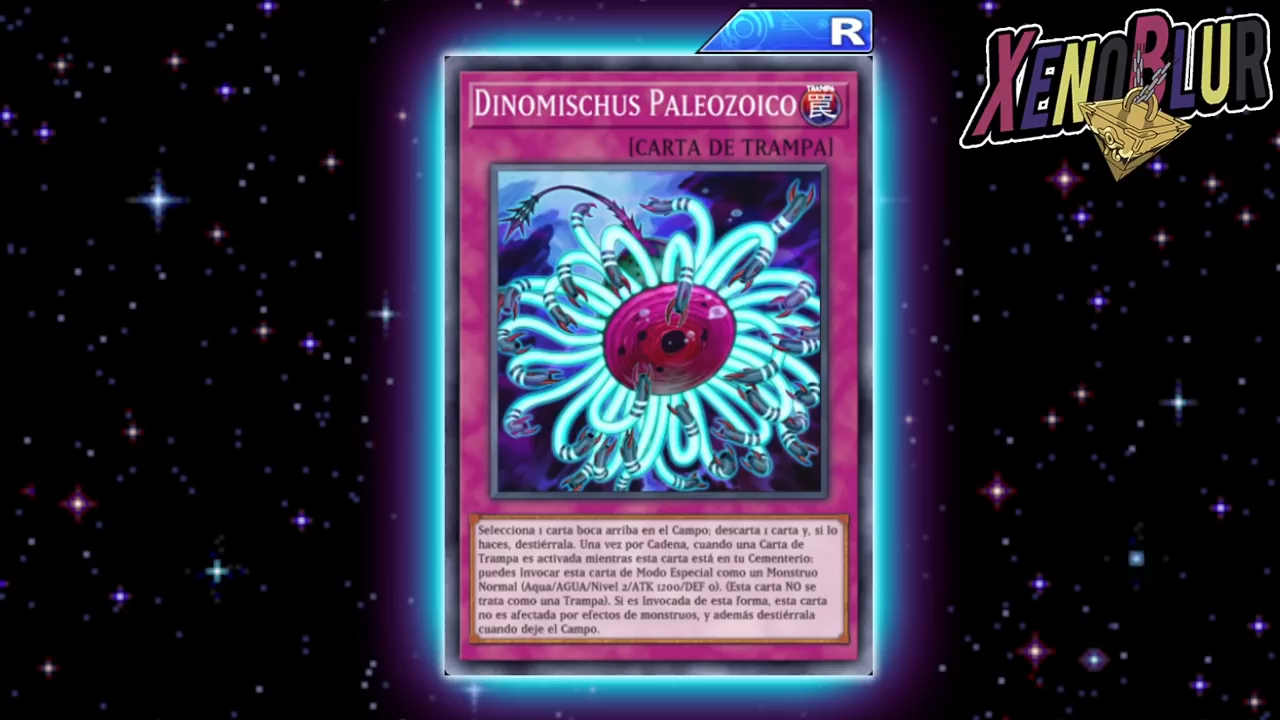 R
XENOBLUR
DINOMISCHUS PALEOZOICO
TRAMPA
罠
[CARTA DE TRAMPA]
Selecciona 1 carta boca arriba en el Campo; descarta 1 carta y, si lo
haces, destiérrala. Una vez por Cadena, cuando una Carta de
Trampa es activada mientras esta carta está en tu Cementerio:
puedes Invocar esta carta de Modo Especial como un Monstruo
Normal (Aqua/AGUA/Nivel 2/ATK 1200/DEF 0). (Esta carta NO se
trata como una Trampa). Si es Invocada de esta forma, esta carta
no es afectada por efectos de monstruos, y además destiérrala
cuando deje el Campo.